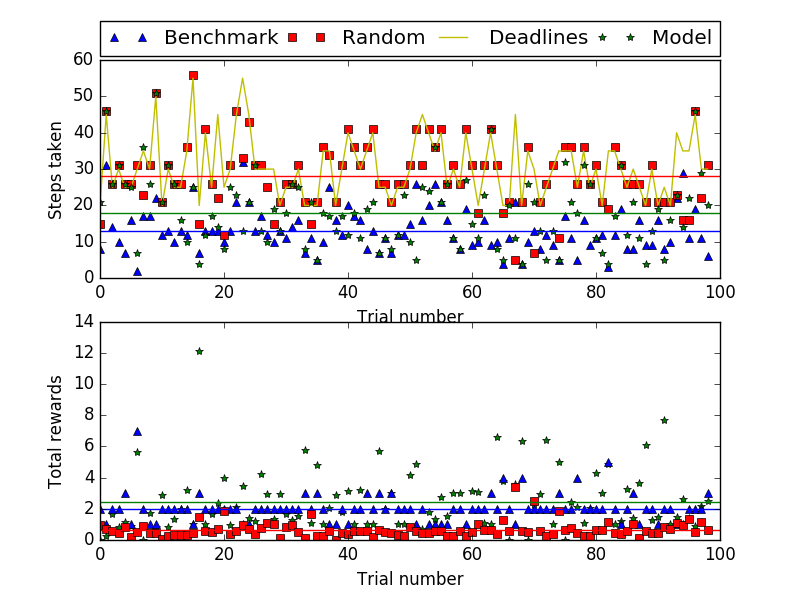 Benchmark Random Deadlines Model
60
50
40
30
20
10
0
Steps taken
0 20 40 60 80 100
Trial number
14
12
10
8
6
4
2
0
Total rewards
0 20 40 60 80 100
Trial number